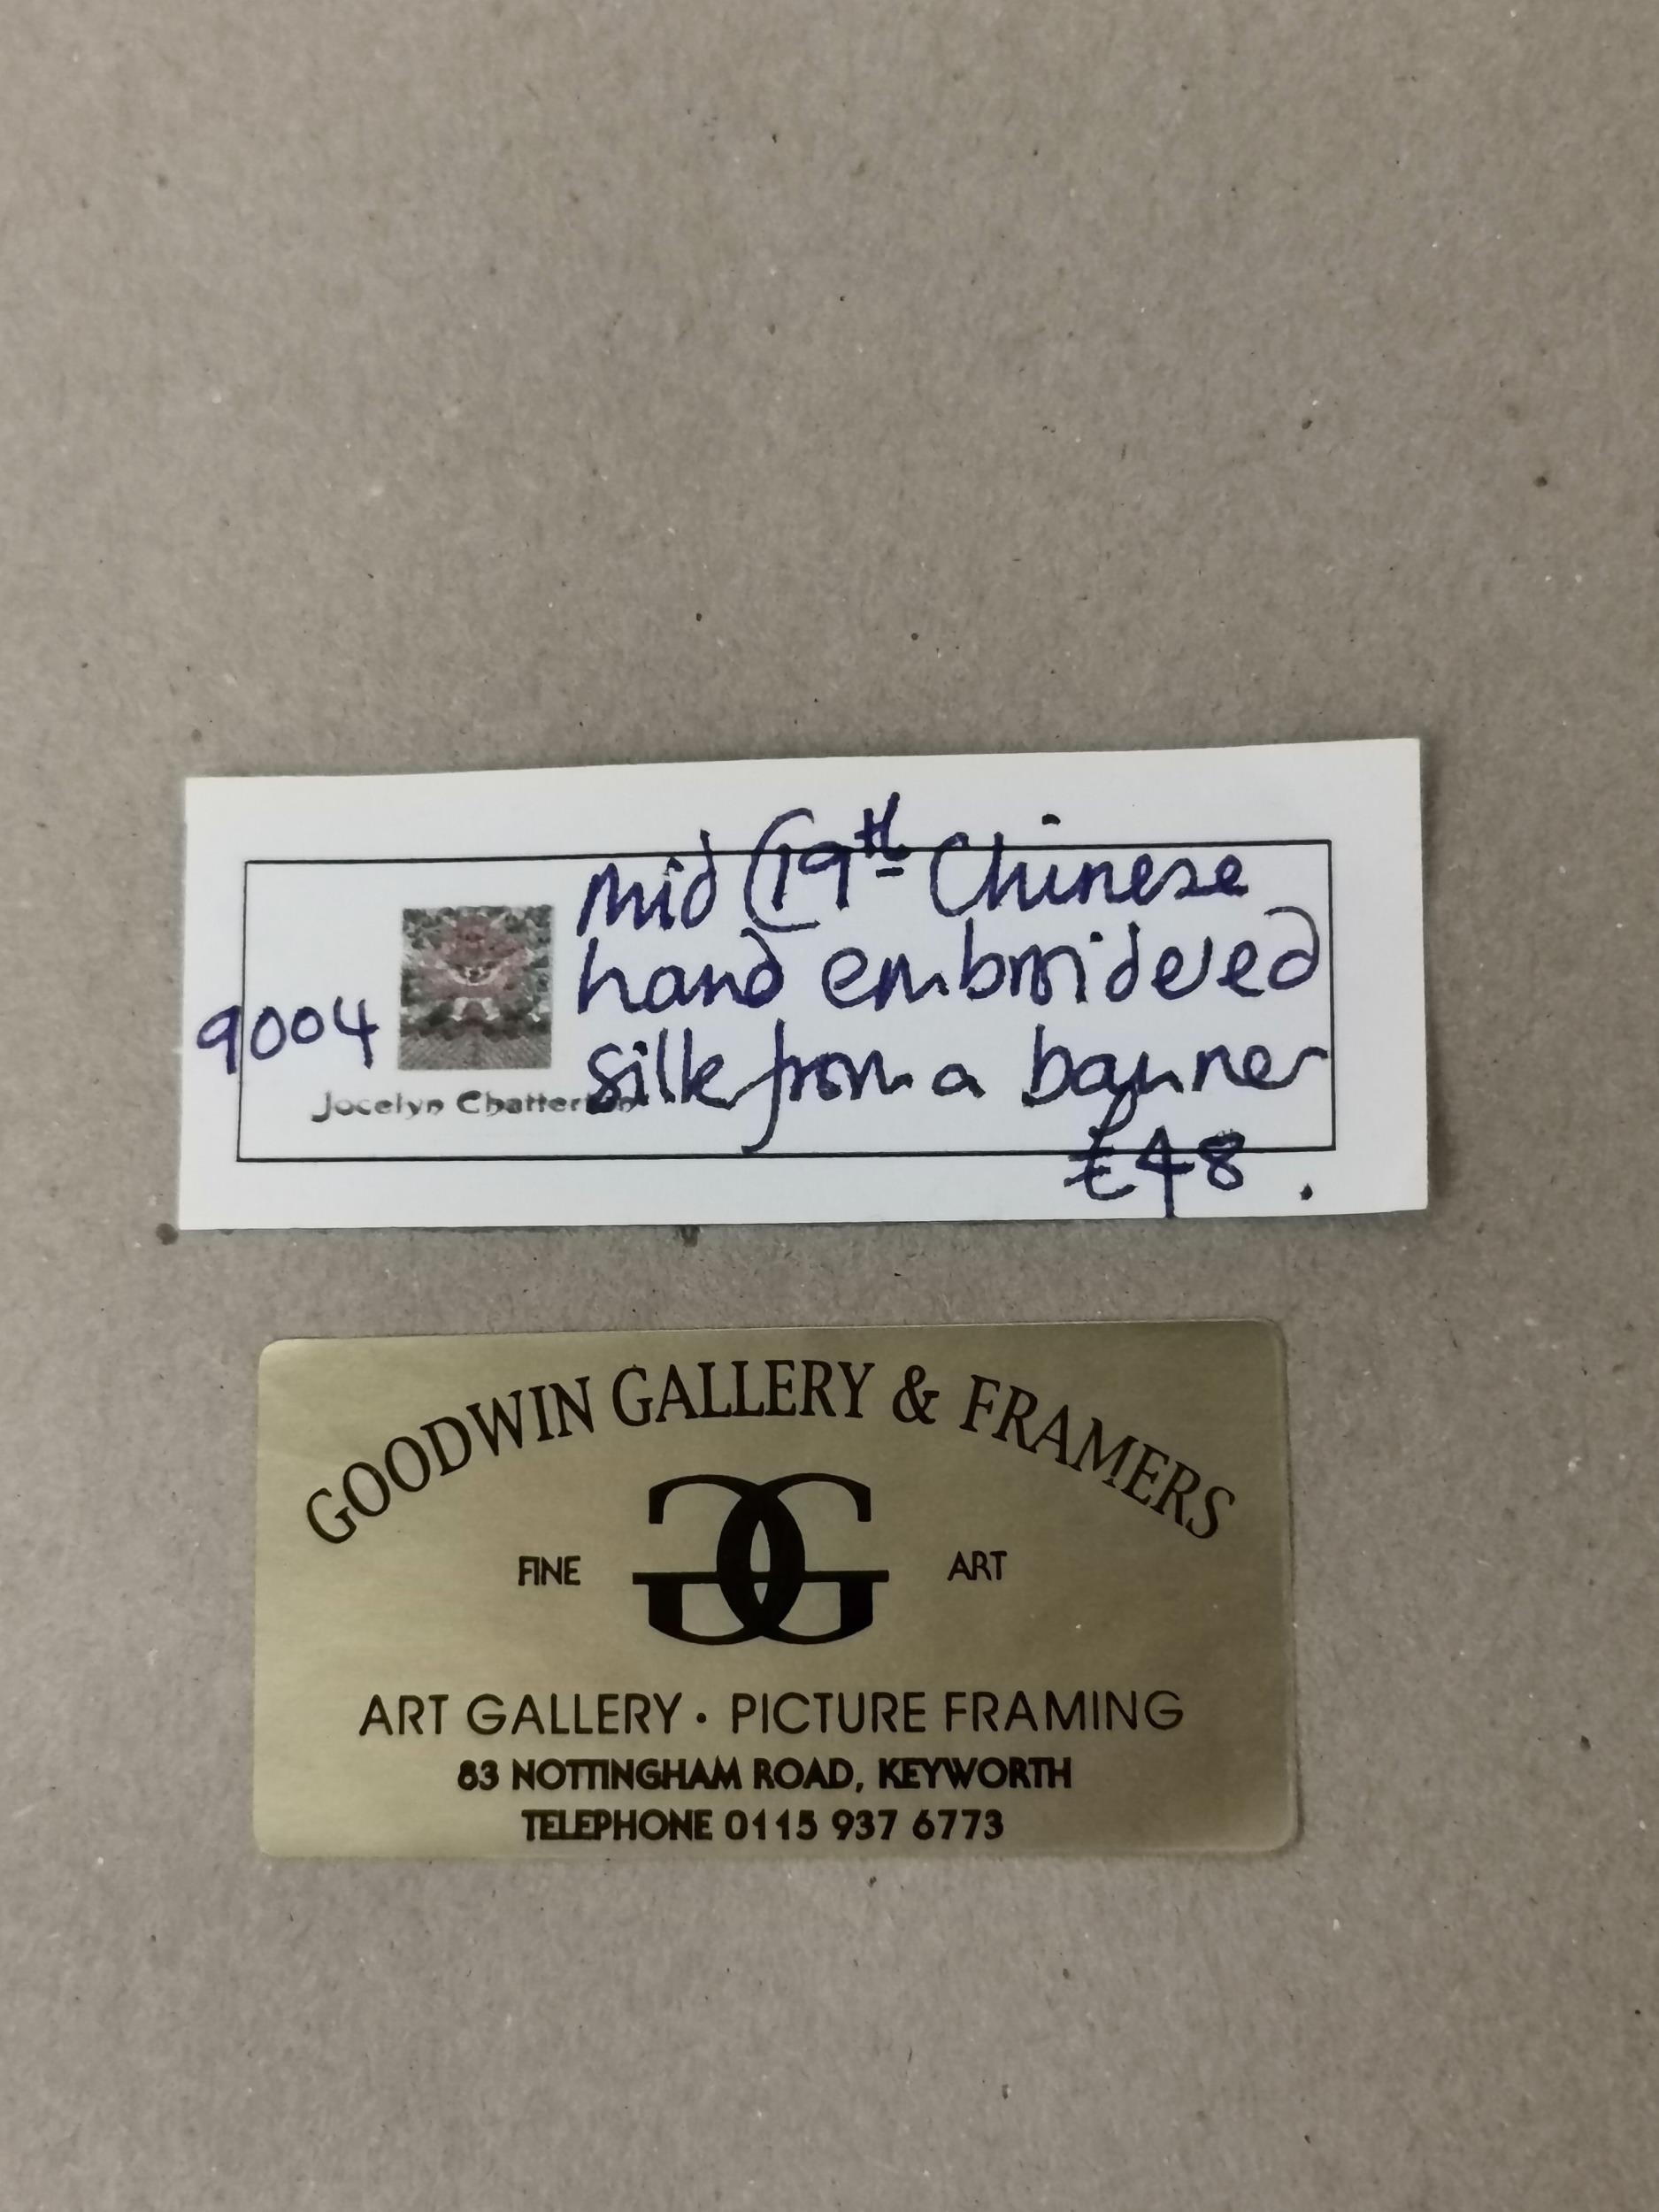 mid C19th Chinese
hand embroidered
9004
silk from a banner
Jocelyn Chatterton
£48.
GOODWIN GALLERY & FRAMERS
FINE GG ART
ART GALLERY • PICTURE FRAMING
83 NOTTINGHAM ROAD, KEYWORTH
TELEPHONE 0115 937 6773